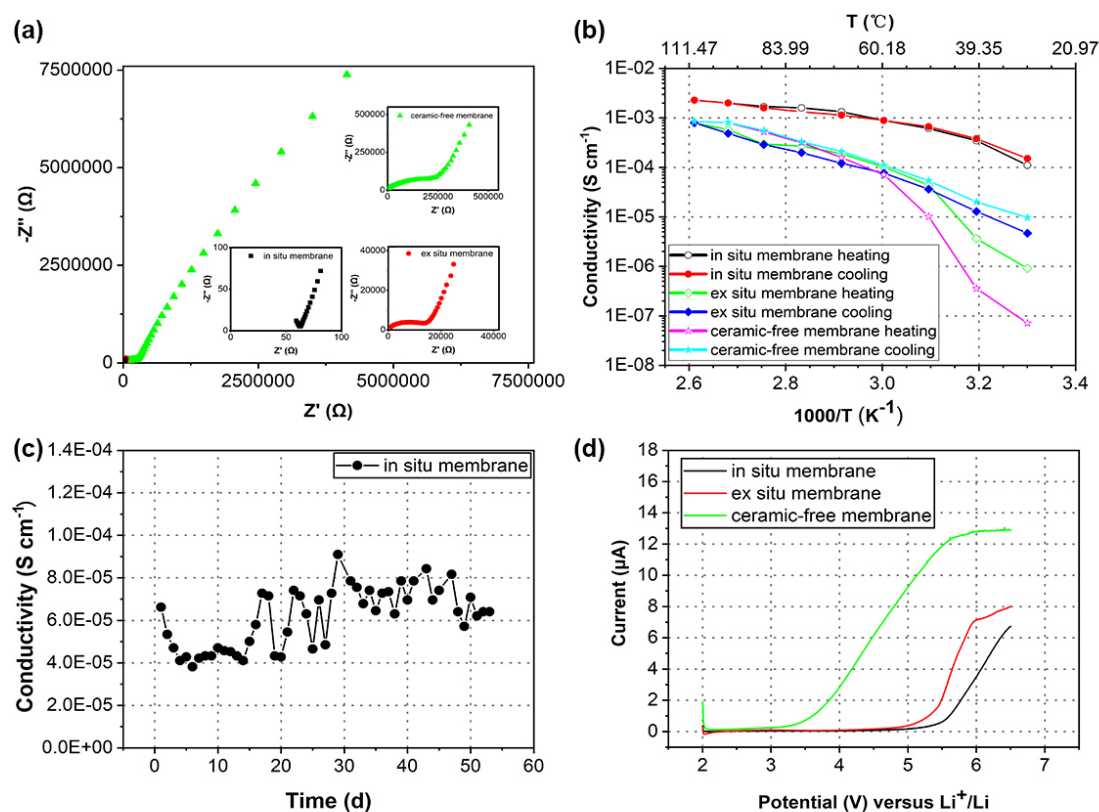 (a)
7500000
5000000
2500000
0
-Z'' (Ω)
0
2500000
5000000
7500000
Z' (Ω)
500000
250000
0
-Z'' (Ω)
ceramic-free membrane
0
250000
500000
Z' (Ω)
100
50
0
-Z'' (Ω)
in situ membrane
0
50
100
Z' (Ω)
40000
20000
0
-Z'' (Ω)
ex situ membrane
0
20000
40000
Z' (Ω)
(b)
T (℃)
111.47
83.99
60.18
39.35
20.97
1E-02
1E-03
1E-04
1E-05
1E-06
1E-07
1E-08
Conductivity (S cm-1)
in situ membrane heating
in situ membrane cooling
ex situ membrane heating
ex situ membrane cooling
ceramic-free membrane heating
ceramic-free membrane cooling
2.6
2.8
3.0
3.2
3.4
1000/T (K-1)
(c)
1.4E-04
1.2E-04
1.0E-04
8.0E-05
6.0E-05
4.0E-05
2.0E-05
0.0E+00
Conductivity (S cm-1)
in situ membrane
0
10
20
30
40
50
60
Time (d)
(d)
18
16
14
12
10
8
6
4
2
0
Current (μA)
in situ membrane
ex situ membrane
ceramic-free membrane
2
3
4
5
6
7
Potential (V) versus Li+/Li